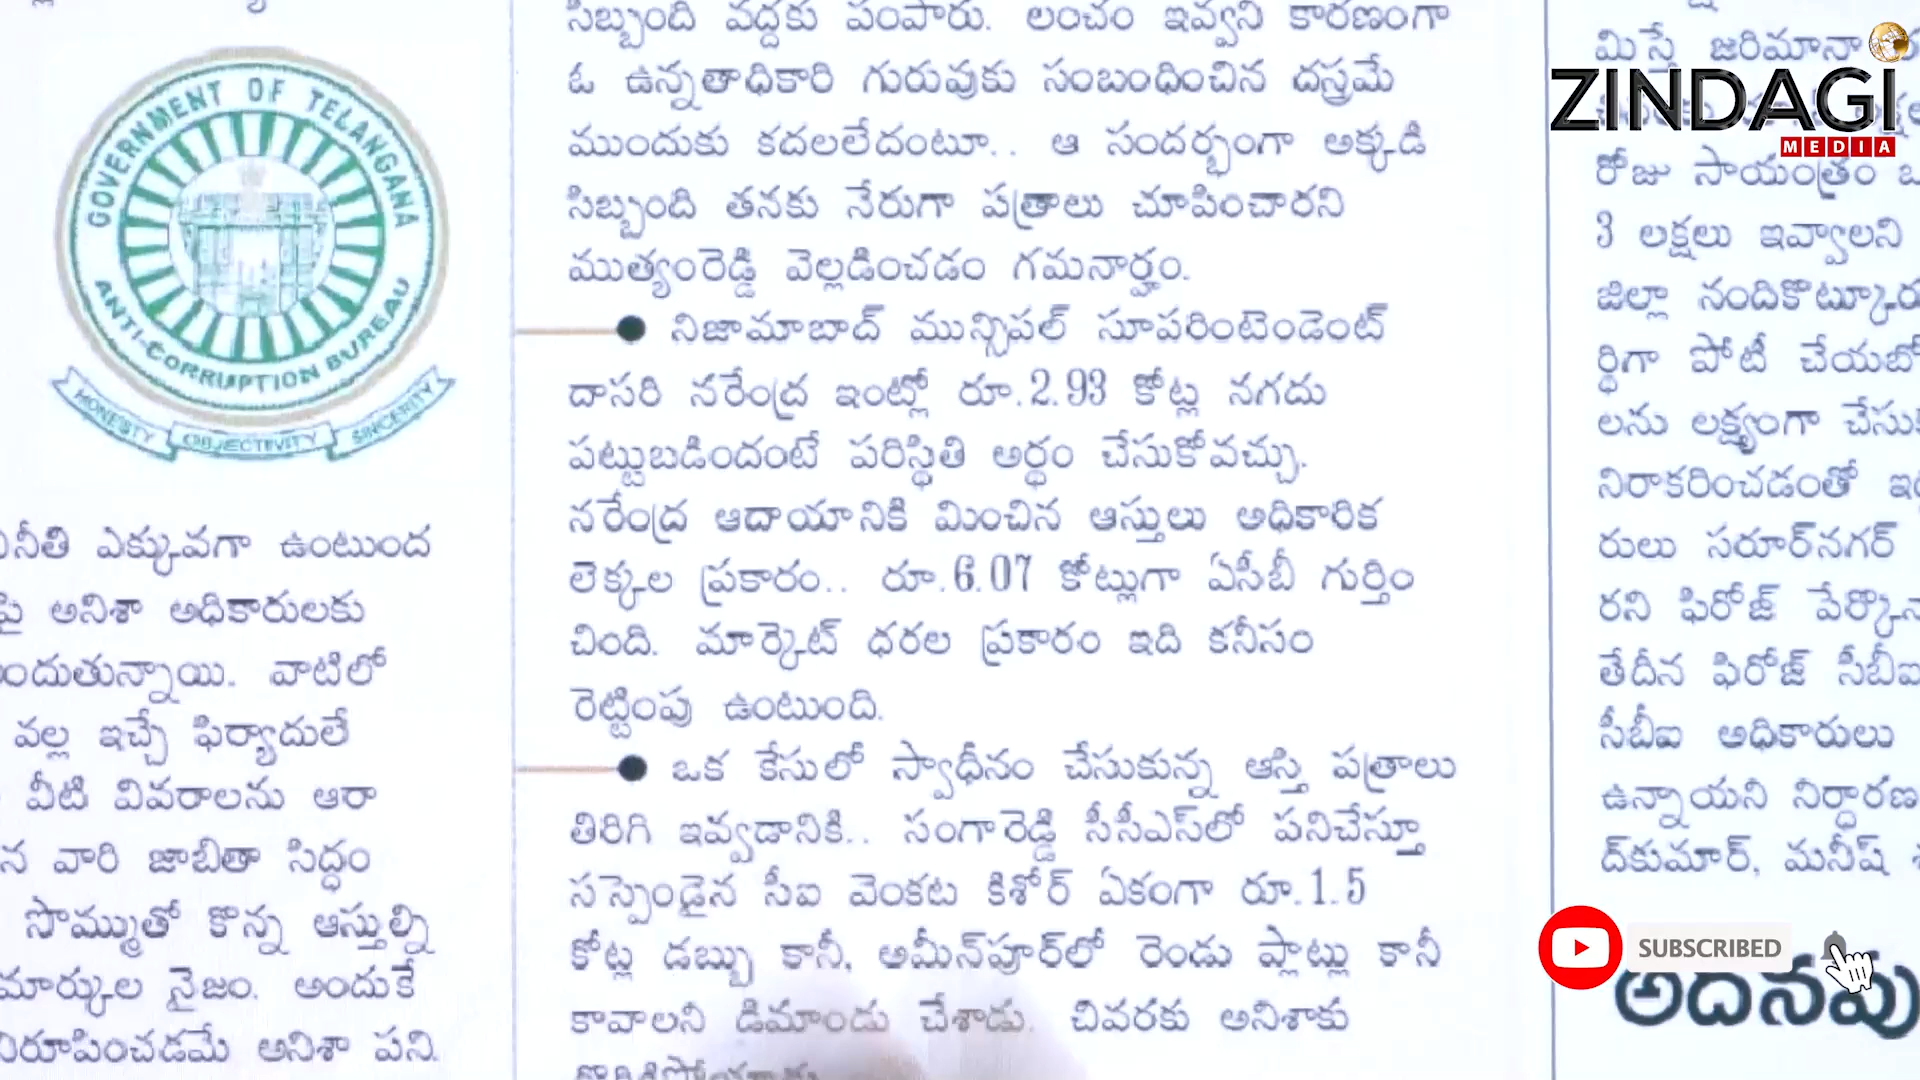 GOVERNMENT OF TELANGANA
ANTI-CORRUPTION BUREAU
HONESTY OBJECTIVITY SINCERITY
ఎక్కువగా ఉంటుంద
అనిశా అధికారులకు
వాటిలో
వల్ల ఇచ్చే ఫిర్యాదులే
వీటి వివరాలను ఆరా
వారి జాబితా సిద్ధం
సొమ్ముతో కొన్న ఆస్తుల్ని
నైజం. అందుకే
అనిశా పని.
సిబ్బంది వద్దకు పంపారు. లంచం ఇవ్వని కారణంగా
ఓ ఉన్నతాధికారి గురువుకు సంబంధించిన దస్త్రమే
ముందుకు కదలలేదంటూ.. ఆ సందర్భంగా అక్కడి
సిబ్బంది తనకు నేరుగా పత్రాలు చూపించారని
ముత్యంరెడ్డి వెల్లడించడం గమనార్హం.
● నిజామాబాద్ మున్సిపల్ సూపరింటెండెంట్
దాసరి నరేంద్ర ఇంట్లో రూ.2.93 కోట్ల నగదు
పట్టుబడిందంటే పరిస్థితి అర్థం చేసుకోవచ్చు.
నరేంద్ర ఆదాయానికి మించిన ఆస్తులు అధికారిక
లెక్కల ప్రకారం.. రూ.6.07 కోట్లుగా ఏసీబీ గుర్తిం
చింది. మార్కెట్ ధరల ప్రకారం ఇది కనీసం
రెట్టింపు ఉంటుంది.
● ఒక కేసులో స్వాధీనం చేసుకున్న ఆస్తి పత్రాలు
తిరిగి ఇవ్వడానికి.. సంగారెడ్డి సీసీఎస్‌లో పనిచేస్తూ
సస్పెండైన సీఐ వెంకట కిశోర్ ఏకంగా రూ.1.5
కోట్ల డబ్బు కానీ, అమీన్‌పూర్‌లో రెండు ప్లాట్లు కానీ
కావాలని డిమాండు చేశాడు. చివరకు అనిశాకు
మిస్తే జరిమానా
రోజు సాయంత్రం
3 లక్షలు ఇవ్వాలని
జిల్లా నందికొట్కూరు
ర్థిగా పోటీ చేయబో
లను లక్ష్యంగా చేసుక
నిరాకరించడంతో
రులు సరూర్‌నగర్
రని ఫిరోజ్
తేదీన ఫిరోజ్ సీబీఐ
సీబీఐ అధికారులు
ఉన్నాయని నిర్ధారణ
ద్‌కుమార్, మనీష్
అదనపు
ZINDAGI
MEDIA
SUBSCRIBED